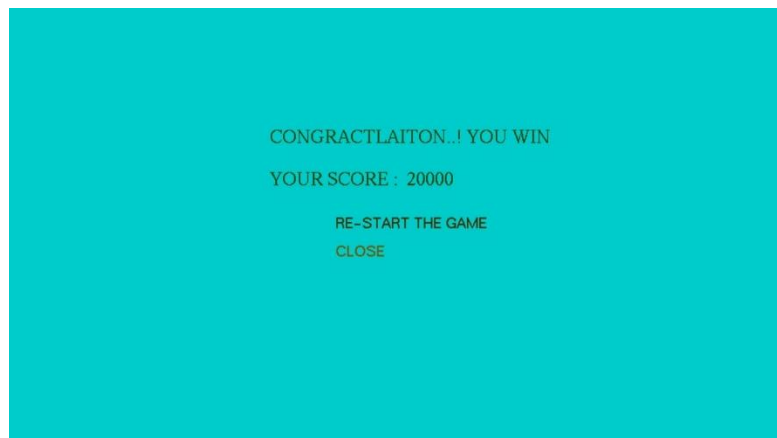 CONGRACTLAITON..! YOU WIN
YOUR SCORE : 20000
RE-START THE GAME
CLOSE